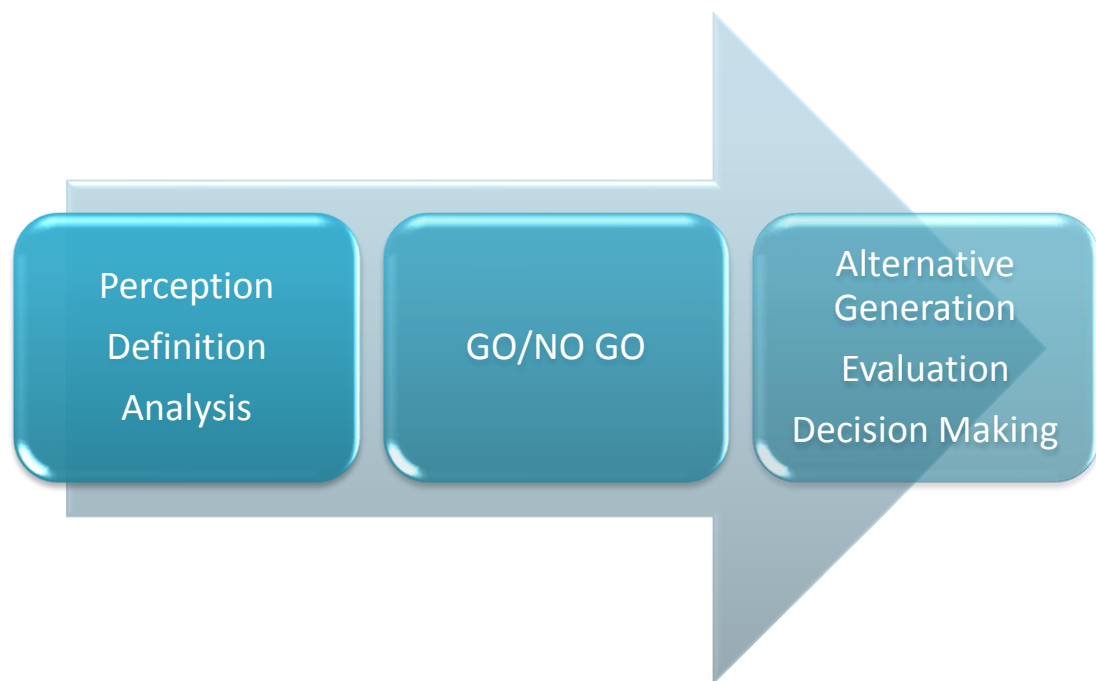 Perception
Definition
Analysis
GO/NO GO
Alternative
Generation
Evaluation
Decision Making